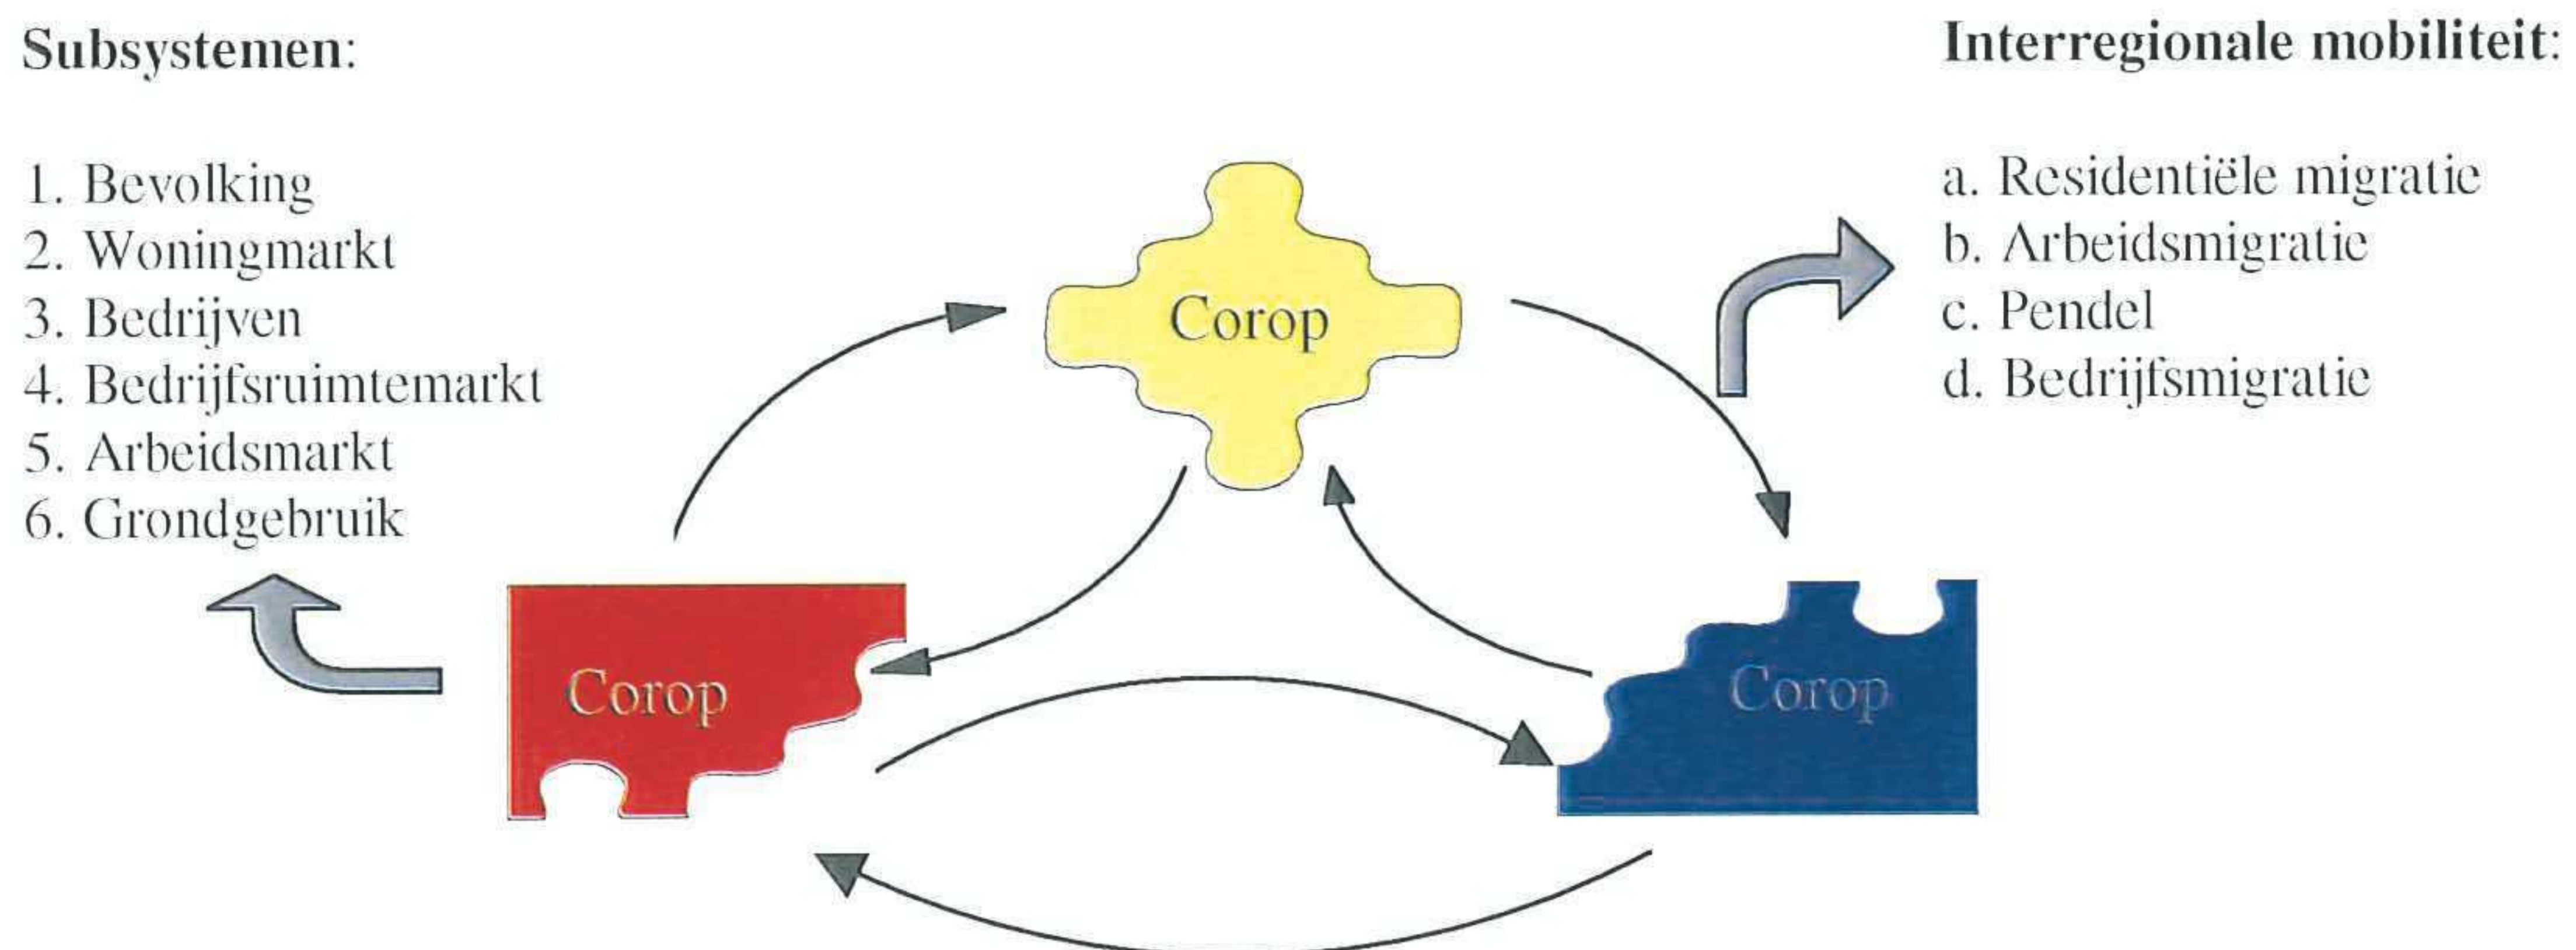 Subsystemen:
1. Bevolking
2. Woningmarkt
3. Bedrijven
4. Bedrijfsruimtemarkt
5. Arbeidsmarkt
6. Grondgebruik
Interregionale mobiliteit:
a. Residentiële migratie
b. Arbeidsmigratie
c. Pendel
d. Bedrijfsmigratie
Corop
Corop
Corop